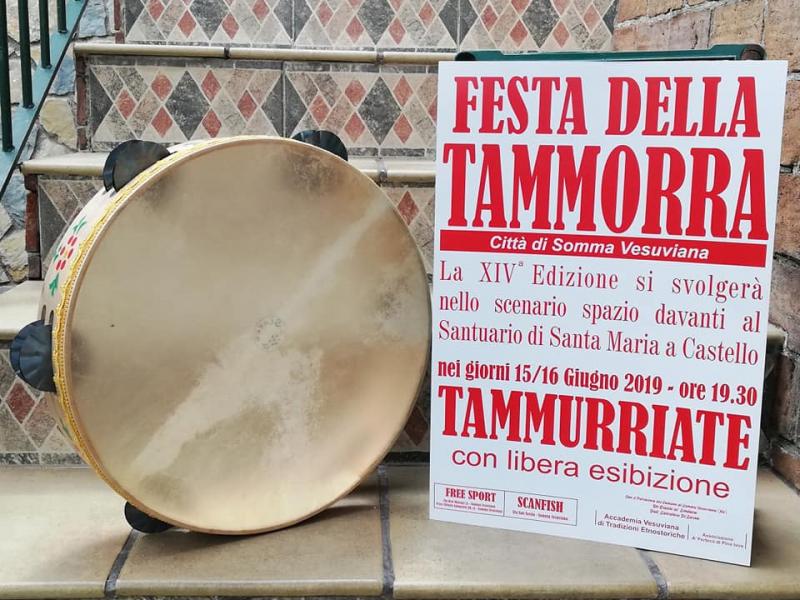 FESTA DELLA
TAMMORRA
Città di Somma Vesuviana
La XIVª Edizione si svolgerà
nello scenario spazio davanti al
Santuario di Santa Maria a Castello
nei giorni 15/16 Giugno 2019 - ore 19.30
TAMMURRIATE
con libera esibizione
FREE SPORT
SCANFISH
Accademia Vesuviana
di Tradizioni Etnostoriche
Associazione